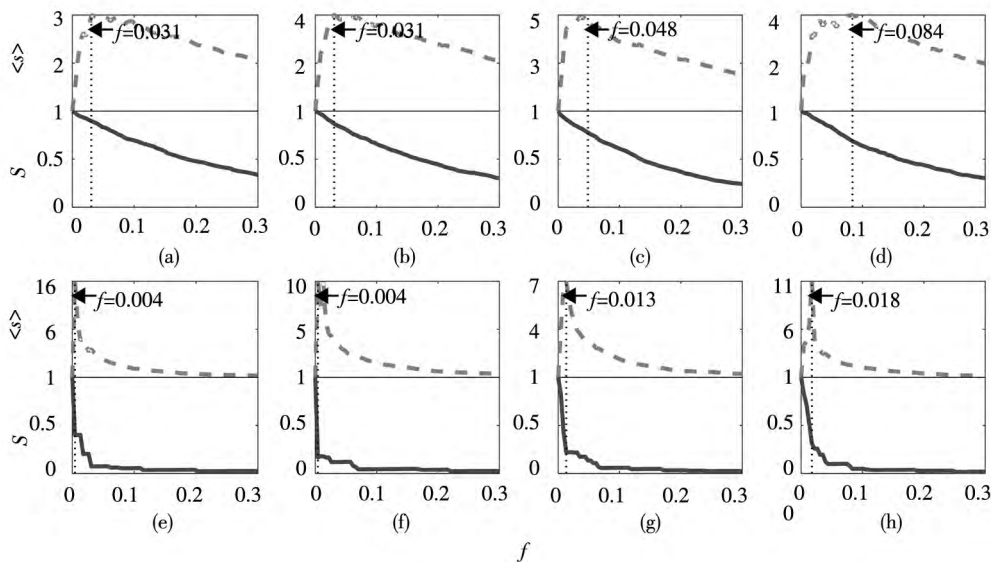 3 4 5 4
f=0.031 f=0.031 f=0.048 f=0.084
<s> 2 2 3 2
1 1 1 1
S 0.5 0.5 0.5 0.5
0 0 0 0
0 0.1 0.2 0.3 0 0.1 0.2 0.3 0 0.1 0.2 0.3 0 0.1 0.2 0.3
(a) (b) (c) (d)
16 10 7 11
f=0.004 f=0.004 f=0.013 f=0.018
<s> 6 5 4 6
1 1 1 1
S 0.5 0.5 0.5 0.5
0 0 0 0
0 0.1 0.2 0.3 0 0.1 0.2 0.3 0 0.1 0.2 0.3 0 0.1 0.2 0.3
0
(e) (f) (g) (h)
f